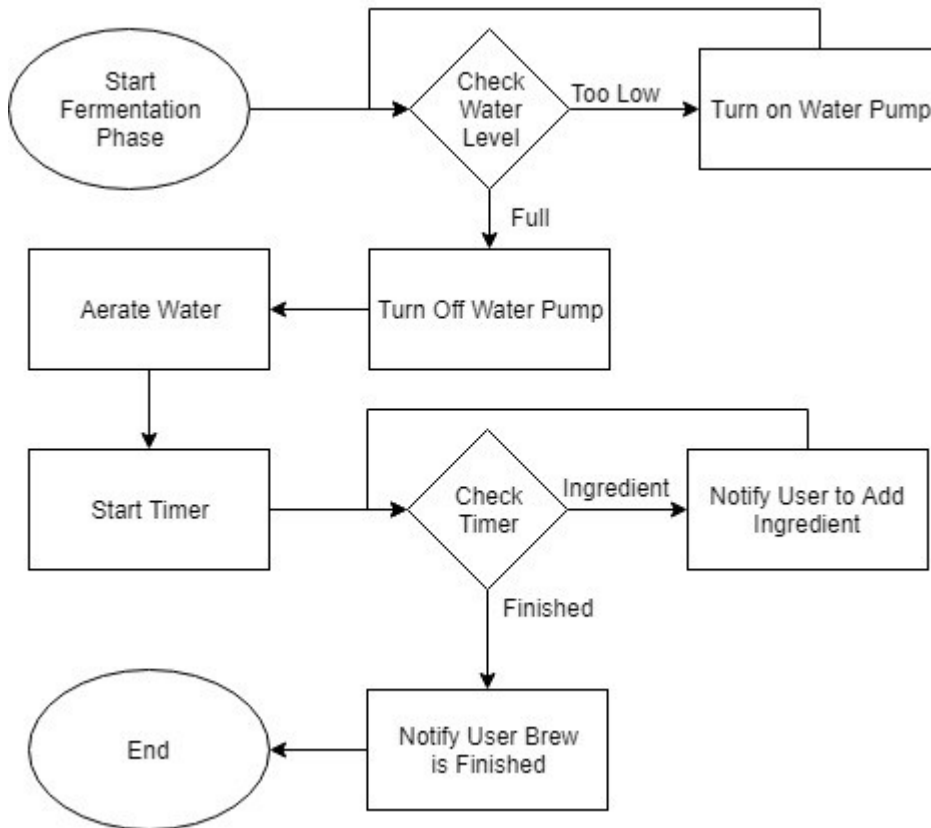 Start
Fermentation
Phase
Check
Water
Level
Too Low
Turn on Water Pump
Full
Aerate Water
Turn Off Water Pump
Start Timer
Check
Timer
Ingredient
Notify User to Add
Ingredient
Finished
End
Notify User Brew
is Finished